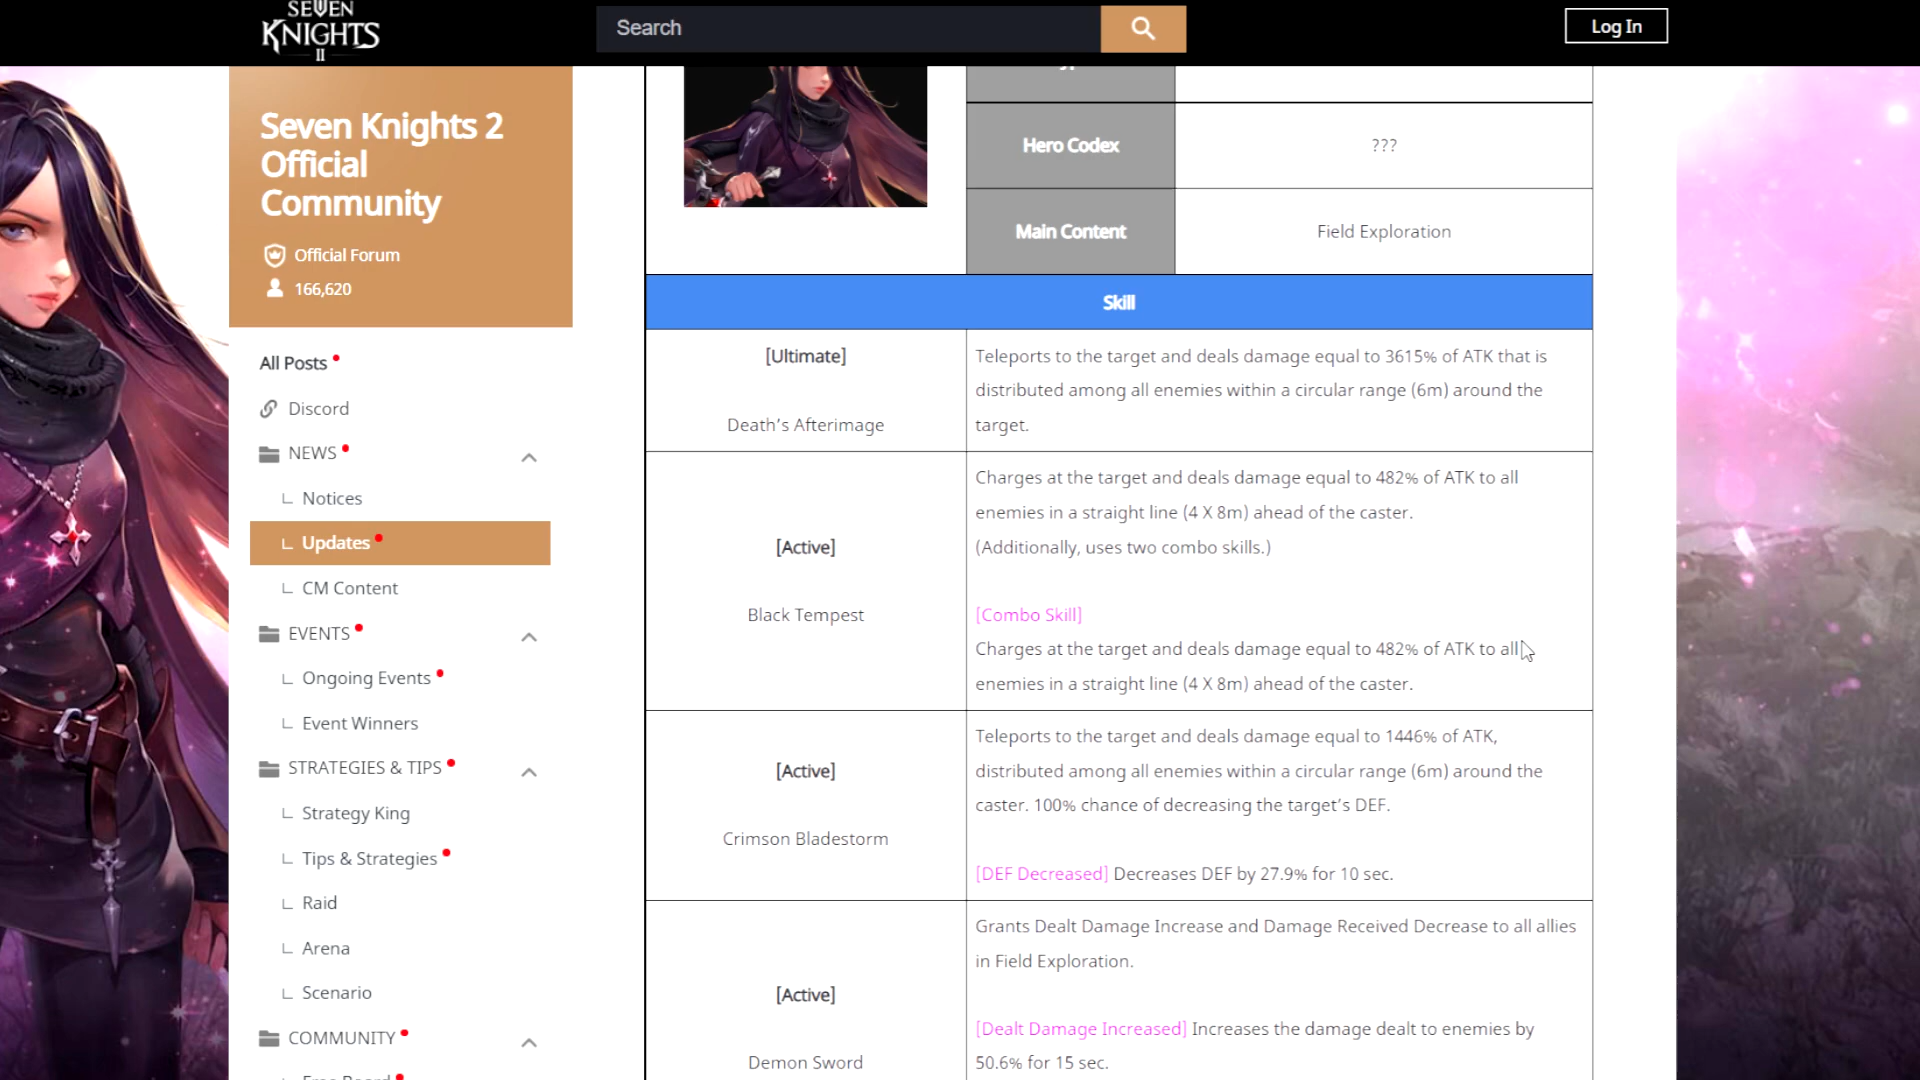 SEVEN
KNIGHTS
II
Search
Log In
Seven Knights 2
Official
Community
Official Forum
166,620
All Posts
Discord
NEWS
∟ Notices
∟ Updates
∟ CM Content
EVENTS
∟ Ongoing Events
∟ Event Winners
STRATEGIES & TIPS
∟ Strategy King
∟ Tips & Strategies
∟ Raid
∟ Arena
∟ Scenario
COMMUNITY
Hero Codex
???
Main Content
Field Exploration
Skill
[Ultimate]
Death's Afterimage
Teleports to the target and deals damage equal to 3615% of ATK that is
distributed among all enemies within a circular range (6m) around the
target.
[Active]
Black Tempest
Charges at the target and deals damage equal to 482% of ATK to all
enemies in a straight line (4 X 8m) ahead of the caster.
(Additionally, uses two combo skills.)
[Combo Skill]
Charges at the target and deals damage equal to 482% of ATK to all
enemies in a straight line (4 X 8m) ahead of the caster.
[Active]
Crimson Bladestorm
Teleports to the target and deals damage equal to 1446% of ATK,
distributed among all enemies within a circular range (6m) around the
caster. 100% chance of decreasing the target's DEF.
[DEF Decreased] Decreases DEF by 27.9% for 10 sec.
[Active]
Demon Sword
Grants Dealt Damage Increase and Damage Received Decrease to all allies
in Field Exploration.
[Dealt Damage Increased] Increases the damage dealt to enemies by
50.6% for 15 sec.